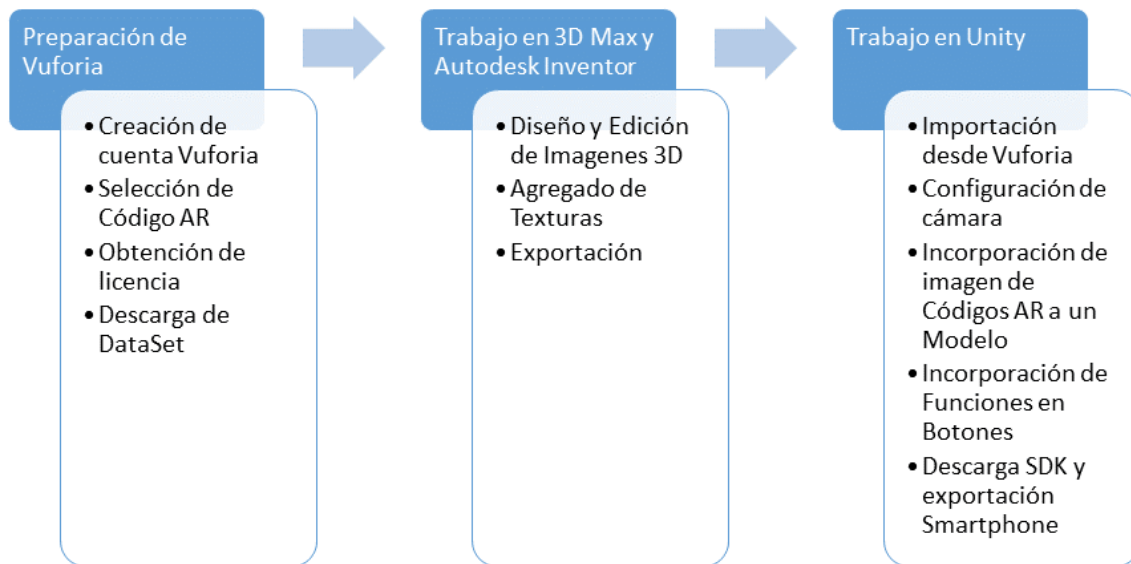 Preparación de
Vuforia
• Creación de
cuenta Vuforia
• Selección de
Código AR
• Obtención de
licencia
• Descarga de
DataSet
Trabajo en 3D Max y
Autodesk Inventor
• Diseño y Edición
de Imagenes 3D
• Agregado de
Texturas
• Exportación
Trabajo en Unity
• Importación
desde Vuforia
• Configuración de
cámara
• Incorporación de
imagen de
Códigos AR a un
Modelo
• Incorporación de
Funciones en
Botones
• Descarga SDK y
exportación
Smartphone